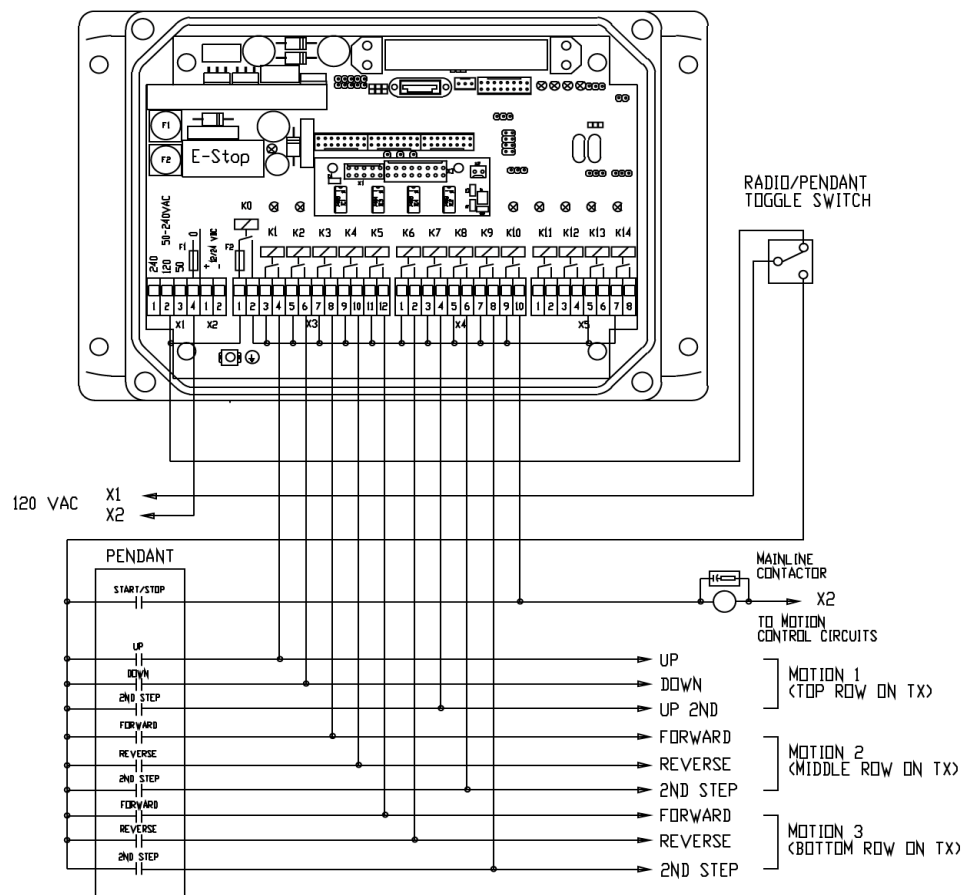 F1
F2
E-Stop
50-240VAC
240
120
50
F1
0
+ 12/24 VDC
-
F2
K0
K1
K2
K3
K4
K5
K6
K7
K8
K9
K10
K11
K12
K13
K14
X1
1 2 3 4 1 2
1 2 3 4 5 6 7 8 9 10 11 12
1 2 3 4 5 6 7 8 9 10
1 2 3 4 5 6 7 8
X1 X2 X3 X4 X5
RADIO/PENDANT
TOGGLE SWITCH
120 VAC
X1
X2
PENDANT
START/STOP
UP
DOWN
2ND STEP
FORWARD
REVERSE
2ND STEP
FORWARD
REVERSE
2ND STEP
MAINLINE
CONTACTOR
X2
TO MOTION
CONTROL CIRCUITS
UP
DOWN
UP 2ND
MOTION 1
(TOP ROW ON TX)
FORWARD
REVERSE
2ND STEP
MOTION 2
(MIDDLE ROW ON TX)
FORWARD
REVERSE
2ND STEP
MOTION 3
(BOTTOM ROW ON TX)